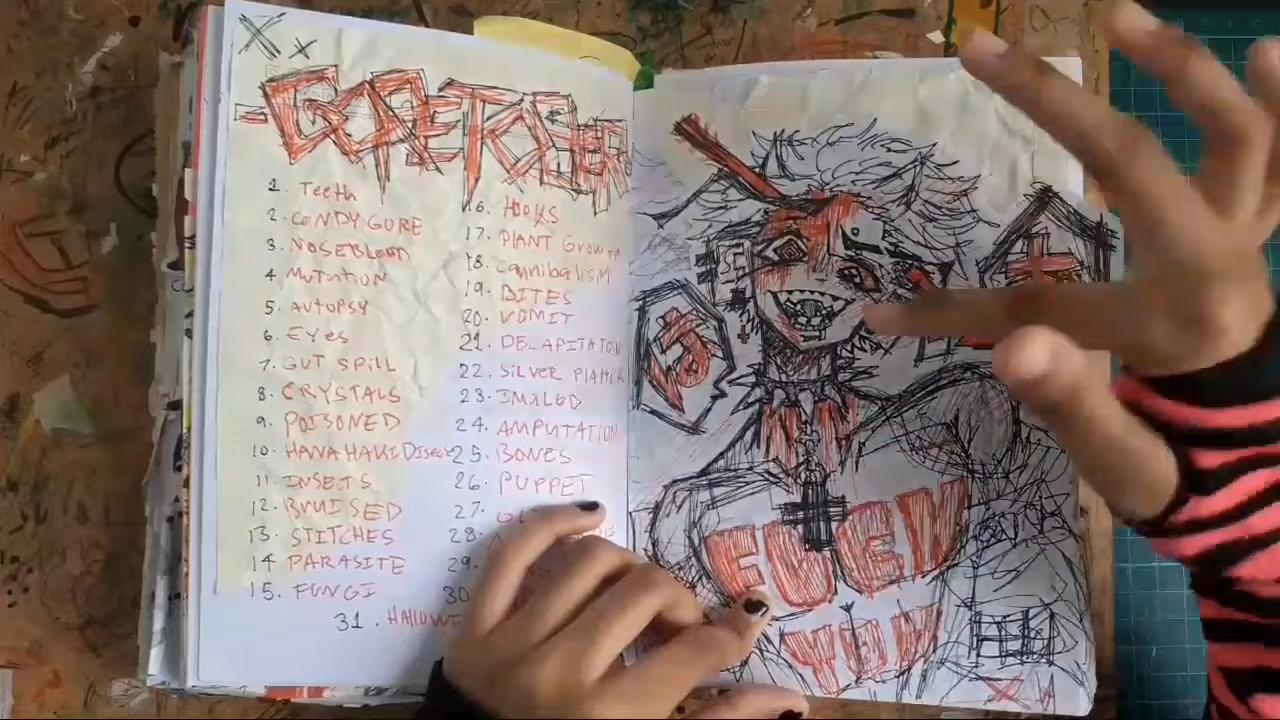 GORETOBER
1. Teeth
2. CANDY GORE
3. NOSEBLEED
4 MUTATION
5 AUTOPSY
6. EYes
7. GUT SPILL
8. CRYSTALS
9. POISONED
10. HANAHAKI Disease
11. INSECTS
12. BRUISED
13. STITCHES
14 PARASITE
15. FUNGI
16. HOOKS
17. PLANT GROWTH
18. cannibalism
19. BITES
20. VOMIT
21. DECAPITATION
22. SILVER PLATTER
23. IMPALED
24. AMPUTATION
25. BONES
26. PUPPET
27.
28.
29.
30
31.
FUCK
YOU